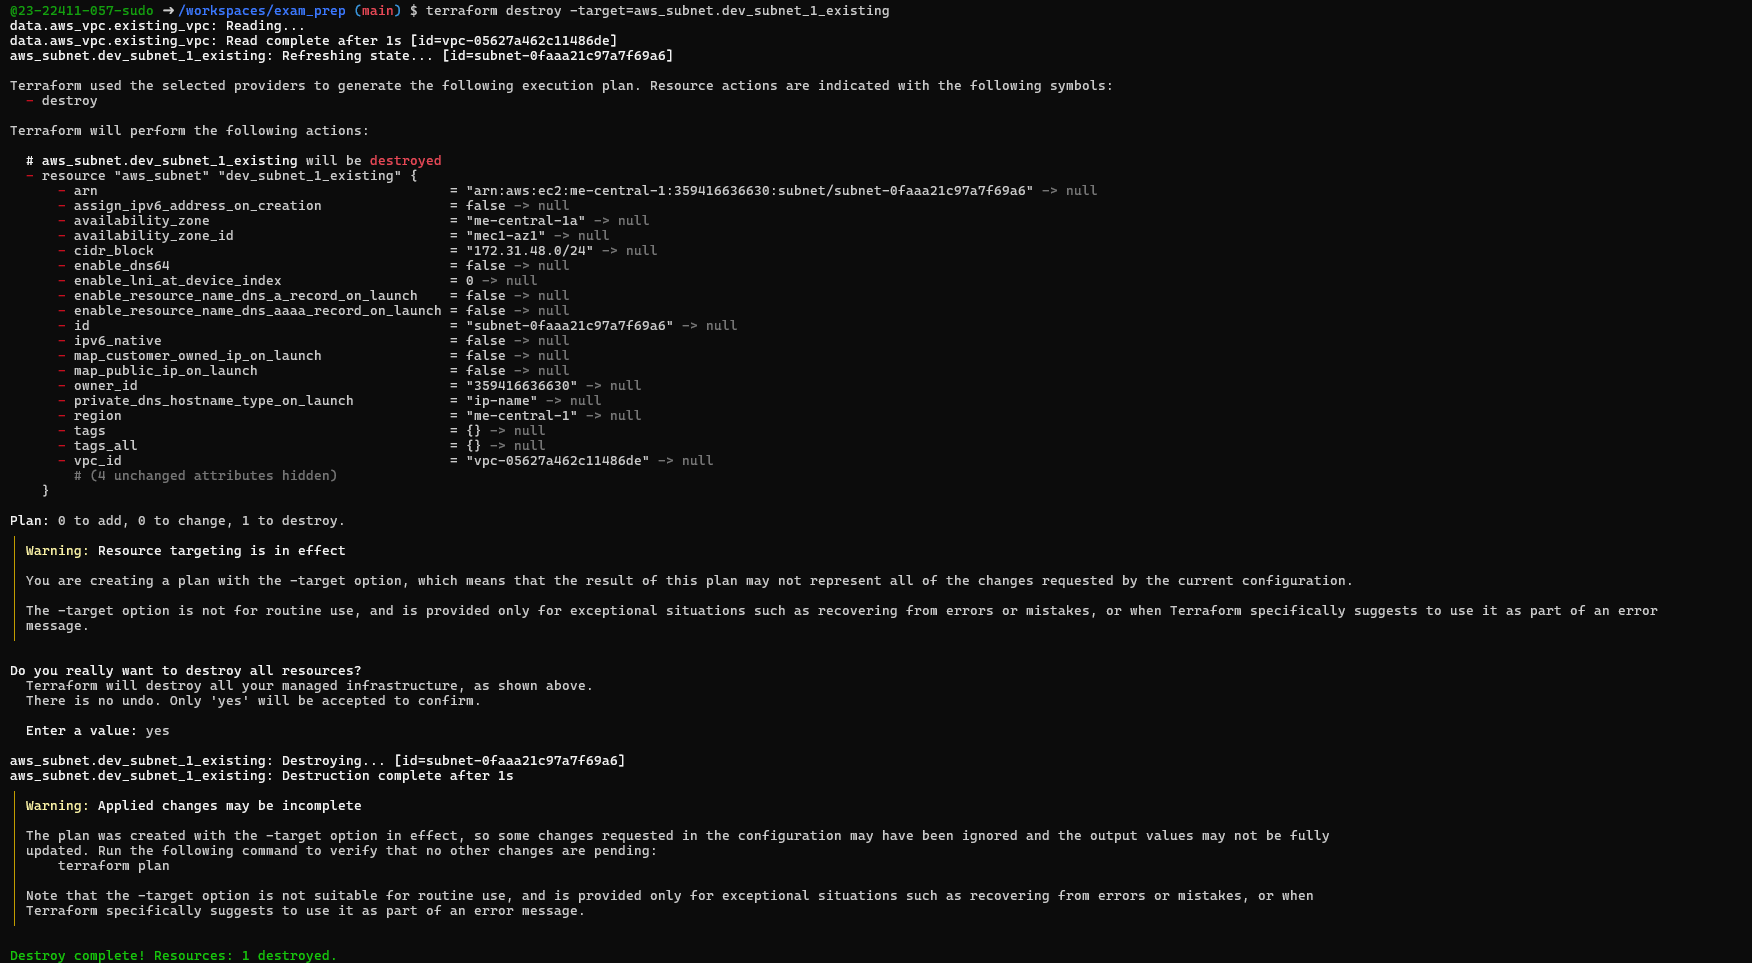 @23-22411-057-sudo ➜ /workspaces/exam_prep (main) $ terraform destroy -target=aws_subnet.dev_subnet_1_existing
data.aws_vpc.existing_vpc: Reading...
data.aws_vpc.existing_vpc: Read complete after 1s [id=vpc-05627a462c11486de]
aws_subnet.dev_subnet_1_existing: Refreshing state... [id=subnet-0faaa21c97a7f69a6]
Terraform used the selected providers to generate the following execution plan. Resource actions are indicated with the following symbols:
- destroy
Terraform will perform the following actions:
# aws_subnet.dev_subnet_1_existing will be destroyed
- resource "aws_subnet" "dev_subnet_1_existing" {
- arn = "arn:aws:ec2:me-central-1:359416636630:subnet/subnet-0faaa21c97a7f69a6" -> null
- assign_ipv6_address_on_creation = false -> null
- availability_zone = "me-central-1a" -> null
- availability_zone_id = "mec1-az1" -> null
- cidr_block = "172.31.48.0/24" -> null
- enable_dns64 = false -> null
- enable_lni_at_device_index = 0 -> null
- enable_resource_name_dns_a_record_on_launch = false -> null
- enable_resource_name_dns_aaaa_record_on_launch = false -> null
- id = "subnet-0faaa21c97a7f69a6" -> null
- ipv6_native = false -> null
- map_customer_owned_ip_on_launch = false -> null
- map_public_ip_on_launch = false -> null
- owner_id = "359416636630" -> null
- private_dns_hostname_type_on_launch = "ip-name" -> null
- region = "me-central-1" -> null
- tags = {} -> null
- tags_all = {} -> null
- vpc_id = "vpc-05627a462c11486de" -> null
# (4 unchanged attributes hidden)
}
Plan: 0 to add, 0 to change, 1 to destroy.
Warning: Resource targeting is in effect
You are creating a plan with the -target option, which means that the result of this plan may not represent all of the changes requested by the current configuration.
The -target option is not for routine use, and is provided only for exceptional situations such as recovering from errors or mistakes, or when Terraform specifically suggests to use it as part of an error
message.
Do you really want to destroy all resources?
Terraform will destroy all your managed infrastructure, as shown above.
There is no undo. Only 'yes' will be accepted to confirm.
Enter a value: yes
aws_subnet.dev_subnet_1_existing: Destroying... [id=subnet-0faaa21c97a7f69a6]
aws_subnet.dev_subnet_1_existing: Destruction complete after 1s
Warning: Applied changes may be incomplete
The plan was created with the -target option in effect, so some changes requested in the configuration may have been ignored and the output values may not be fully
updated. Run the following command to verify that no other changes are pending:
terraform plan
Note that the -target option is not suitable for routine use, and is provided only for exceptional situations such as recovering from errors or mistakes, or when
Terraform specifically suggests to use it as part of an error message.
Destroy complete! Resources: 1 destroyed.